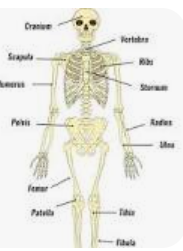 Cranium
Vertebra
Scapula
Ribs
Humerus
Sternum
Pelvis
Radius
Ulna
Femur
Patella
Tibia
Fibula